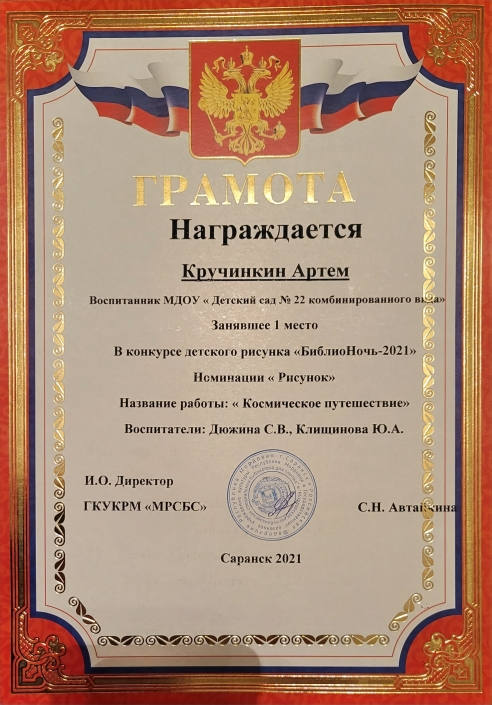 ГРАМОТА
Награждается
Кручинкин Артем
Воспитанник МДОУ « Детский сад № 22 комбинированного вида»
Занявшее 1 место
В конкурсе детского рисунка «БиблиоНочь-2021»
Номинации « Рисунок»
Название работы: « Космическое путешествие»
Воспитатели: Дюжина С.В., Клищинова Ю.А.
И.О. Директор
ГКУКРМ «МРСБС»
С.Н. Автайкина
Саранск 2021